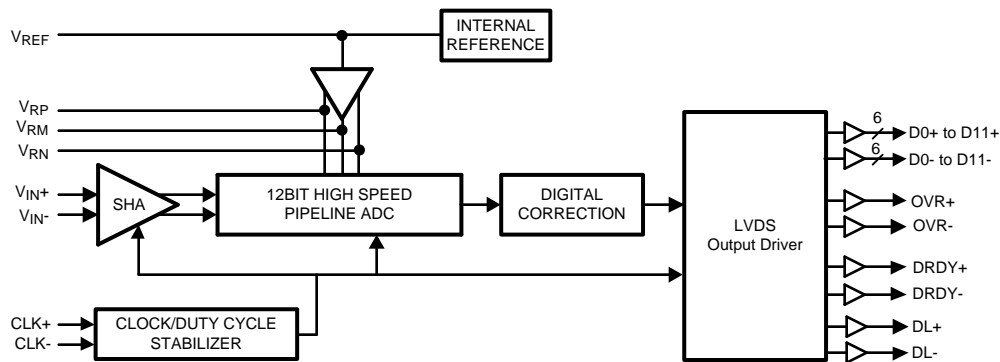 INTERNAL
REFERENCE
VREF
VRP
VRM
VRN
VIN+
VIN-
SHA
12BIT HIGH SPEED
PIPELINE ADC
DIGITAL
CORRECTION
LVDS
Output Driver
6
D0+ to D11+
6
D0- to D11-
OVR+
OVR-
DRDY+
DRDY-
DL+
DL-
CLK+
CLK-
CLOCK/DUTY CYCLE
STABILIZER